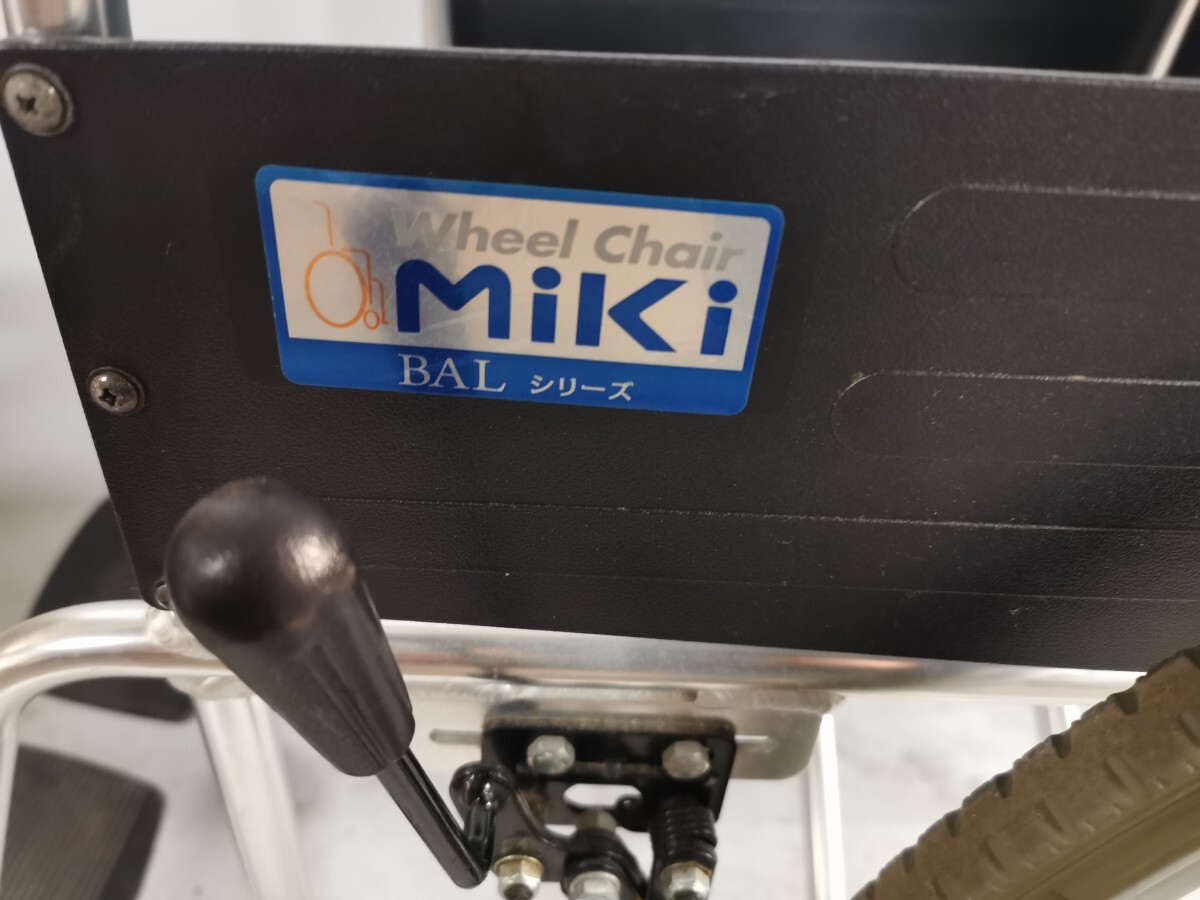 Wheel Chair
MiKi
BAL シリーズ